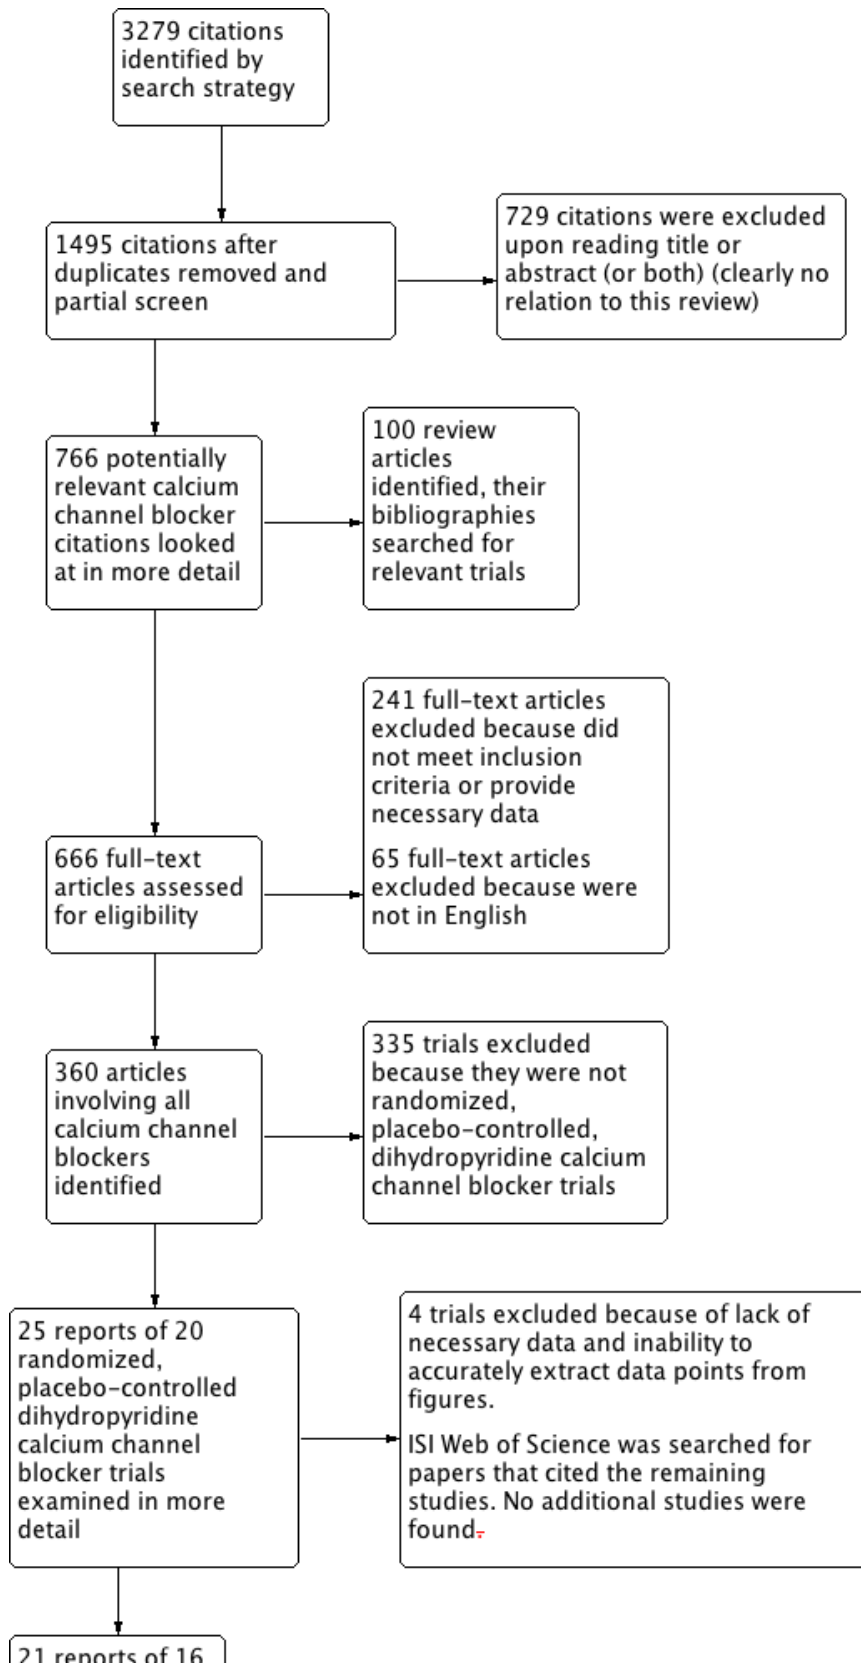 3279 citations
identified by
search strategy
1495 citations after
duplicates removed and
partial screen
729 citations were excluded
upon reading title or
abstract (or both) (clearly no
relation to this review)
766 potentially
relevant calcium
channel blocker
citations looked
at in more detail
100 review
articles
identified, their
bibliographies
searched for
relevant trials
241 full-text articles
excluded because did
not meet inclusion
criteria or provide
necessary data
65 full-text articles
excluded because were
not in English
666 full-text
articles assessed
for eligibility
360 articles
involving all
calcium channel
blockers
identified
335 trials excluded
because they were not
randomized,
placebo-controlled,
dihydropyridine calcium
channel blocker trials
25 reports of 20
randomized,
placebo-controlled
dihydropyridine
calcium channel
blocker trials
examined in more
detail
4 trials excluded because of lack of
necessary data and inability to
accurately extract data points from
figures.
ISI Web of Science was searched for
papers that cited the remaining
studies. No additional studies were
found.
21 reports of 16